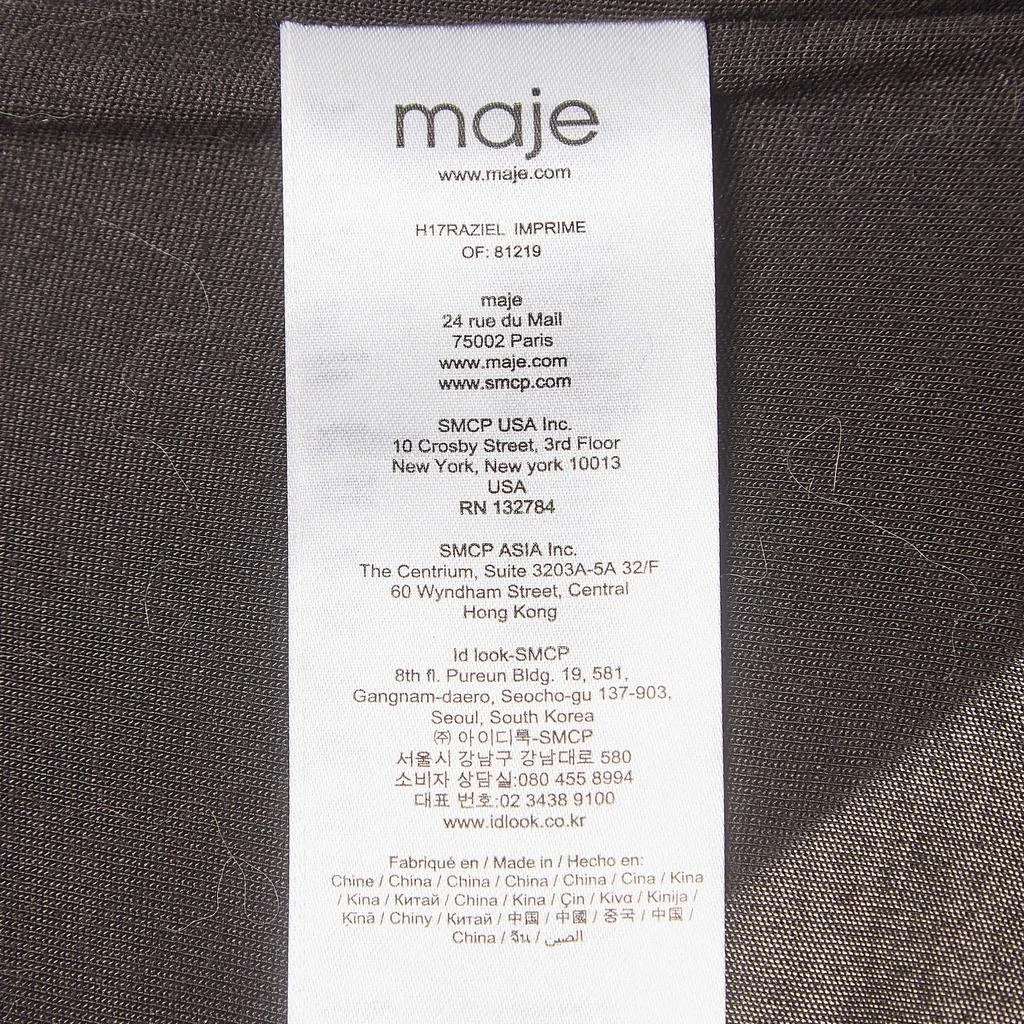 maje
www.maje.com
H17RAZIEL IMPRIME
OF: 81219
maje
24 rue du Mail
75002 Paris
www.maje.com
www.smcp.com
SMCP USA Inc.
10 Crosby Street, 3rd Floor
New York, New york 10013
USA
RN 132784
SMCP ASIA Inc.
The Centrium, Suite 3203A-5A 32/F
60 Wyndham Street, Central
Hong Kong
Id look-SMCP
8th fl. Pureun Bldg. 19, 581,
Gangnam-daero, Seocho-gu 137-903,
Seoul, South Korea
㈜ 아이디룩-SMCP
서울시 강남구 강남대로 580
소비자 상담실:080 455 8994
대표 번호:02 3438 9100
www.idlook.co.kr
Fabriqué en / Made in / Hecho en:
Chine / China / China / China / China / Cina / Kina
/ Kina / Китай / China / Kina / Çin / Κίνα / Kinija /
Ķīnā / Chiny / Китай / 中国 / 中國 / 중국 / 中国 /
China / จีน / الصين